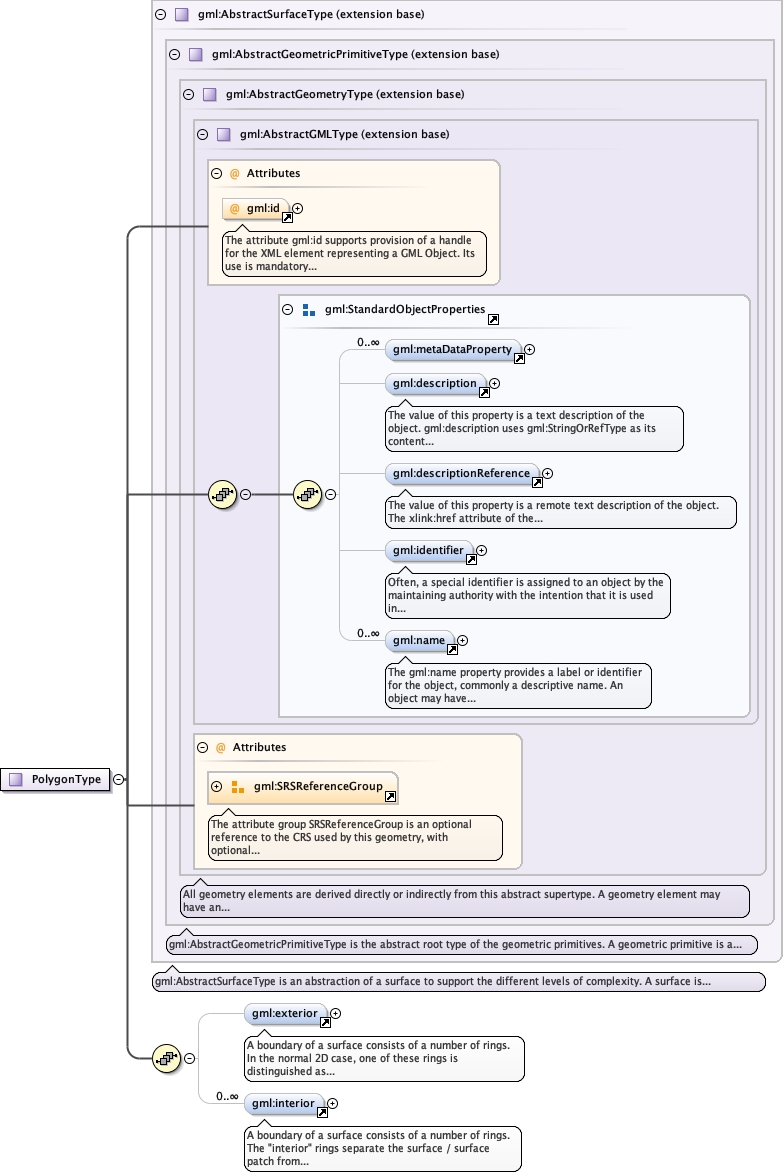 gml:AbstractSurfaceType (extension base)
gml:AbstractGeometricPrimitiveType (extension base)
gml:AbstractGeometryType (extension base)
gml:AbstractGMLType (extension base)
@ Attributes
@ gml:id
The attribute gml:id supports provision of a handle
for the XML element representing a GML Object. Its
use is mandatory...
gml:StandardObjectProperties
0..∞
gml:metaDataProperty
gml:description
The value of this property is a text description of the
object. gml:description uses gml:StringOrRefType as its
content...
gml:descriptionReference
The value of this property is a remote text description of the object.
The xlink:href attribute of the...
gml:identifier
Often, a special identifier is assigned to an object by the
maintaining authority with the intention that it is used
in...
0..∞
gml:name
The gml:name property provides a label or identifier
for the object, commonly a descriptive name. An
object may have...
@ Attributes
PolygonType
gml:SRSReferenceGroup
The attribute group SRSReferenceGroup is an optional
reference to the CRS used by this geometry, with
optional...
All geometry elements are derived directly or indirectly from this abstract supertype. A geometry element may
have an...
gml:AbstractGeometricPrimitiveType is the abstract root type of the geometric primitives. A geometric primitive is a...
gml:AbstractSurfaceType is an abstraction of a surface to support the different levels of complexity. A surface is...
gml:exterior
A boundary of a surface consists of a number of rings.
In the normal 2D case, one of these rings is
distinguished as...
0..∞
gml:interior
A boundary of a surface consists of a number of rings.
The "interior" rings separate the surface / surface
patch from...